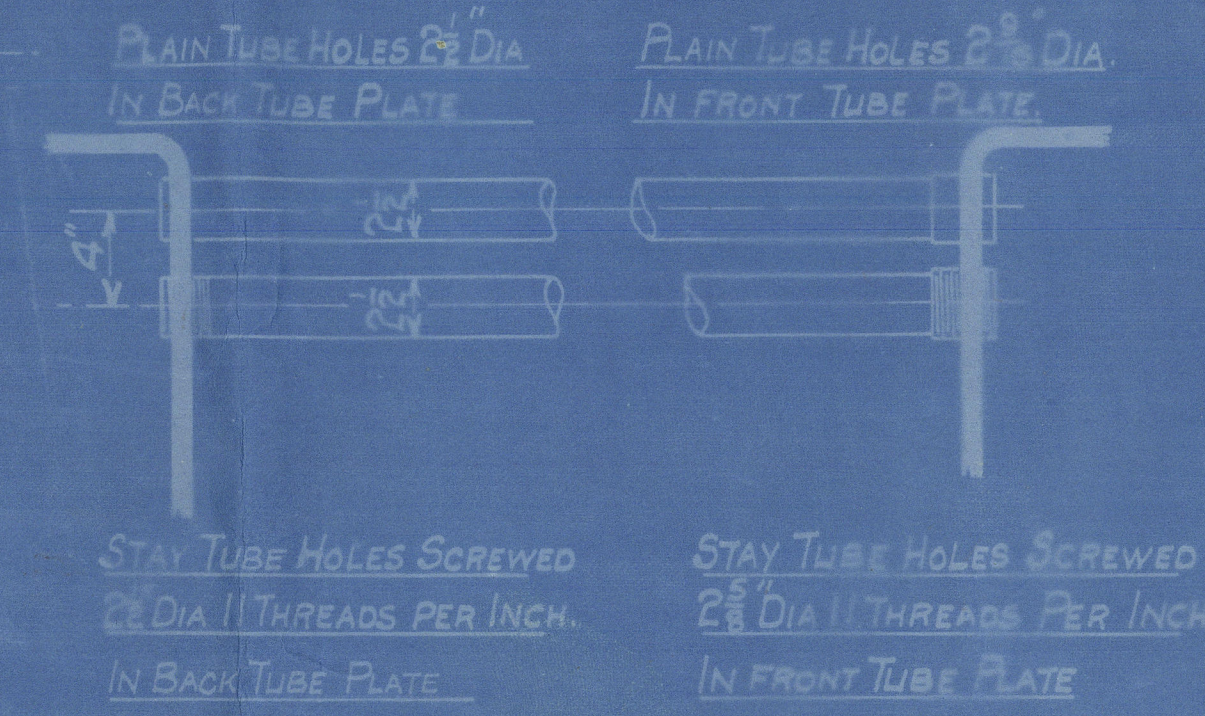 PLAIN TUBE HOLES 2½" DIA
IN BACK TUBE PLATE
PLAIN TUBE HOLES 2 9/16" DIA.
IN FRONT TUBE PLATE.
4"
2½
2½
STAY TUBE HOLES SCREWED
DIA 11 THREADS PER INCH.
IN BACK TUBE PLATE
STAY TUBE HOLES SCREWED
2⅝" DIA 11 THREADS PER INCH
IN FRONT TUBE PLATE